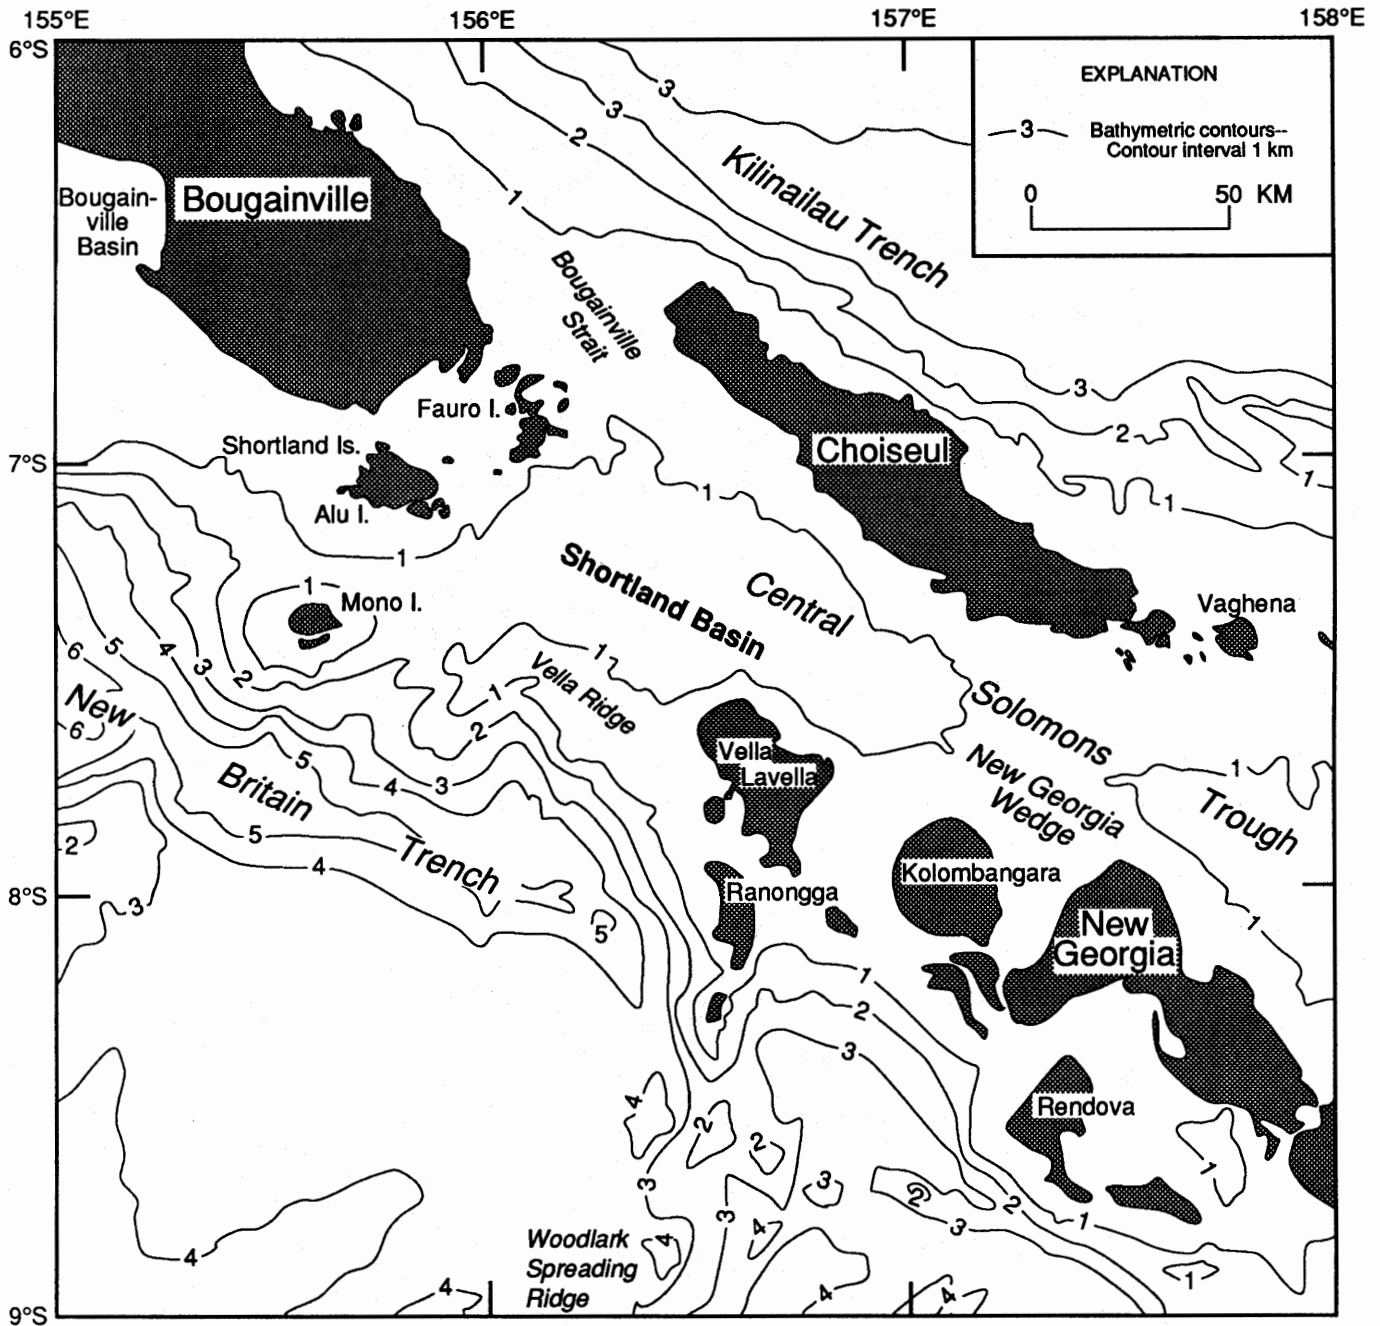 155°E
156°E
157°E
158°E
6°S
7°S
8°S
9°S
EXPLANATION
3
Bathymetric contours--
Contour interval 1 km
0
50 KM
3
3
2
1
Kilinailau Trench
Bougain-
ville
Basin
Bougainville
Bougainville
Strait
Fauro I.
Shortland Is.
Alu I.
Choiseul
3
2
1
1
1
1
1
Mono I.
Shortland Basin
Central
Solomons
Trough
Vaghena
6
5
4
3
2
New
6
Britain
Trench
1
Vella Ridge
1
2
5
4
3
5
4
2
3
5
Vella
Lavella
New Georgia
Wedge
1
Ranongga
Kolombangara
New
Georgia
1
1
2
3
Rendova
4
2
2
1
3
3
3
2
2
3
1
4
4
4
4
4
4
1
Woodlark
Spreading
Ridge